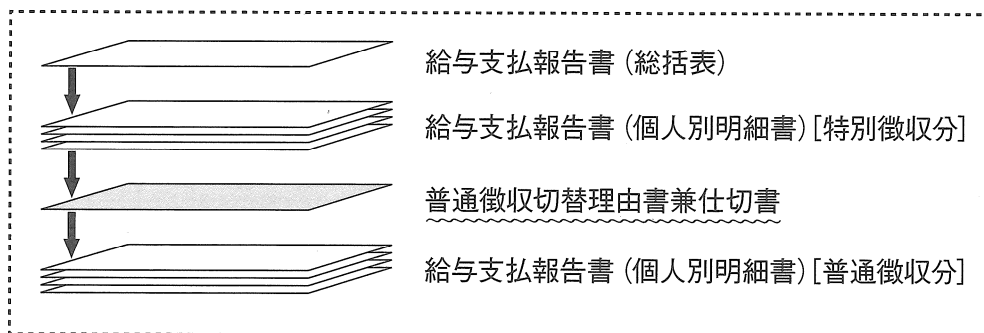 給与支払報告書（総括表）
給与支払報告書（個人別明細書）［特別徴収分］
普通徴収切替理由書兼仕切書
給与支払報告書（個人別明細書）［普通徴収分］